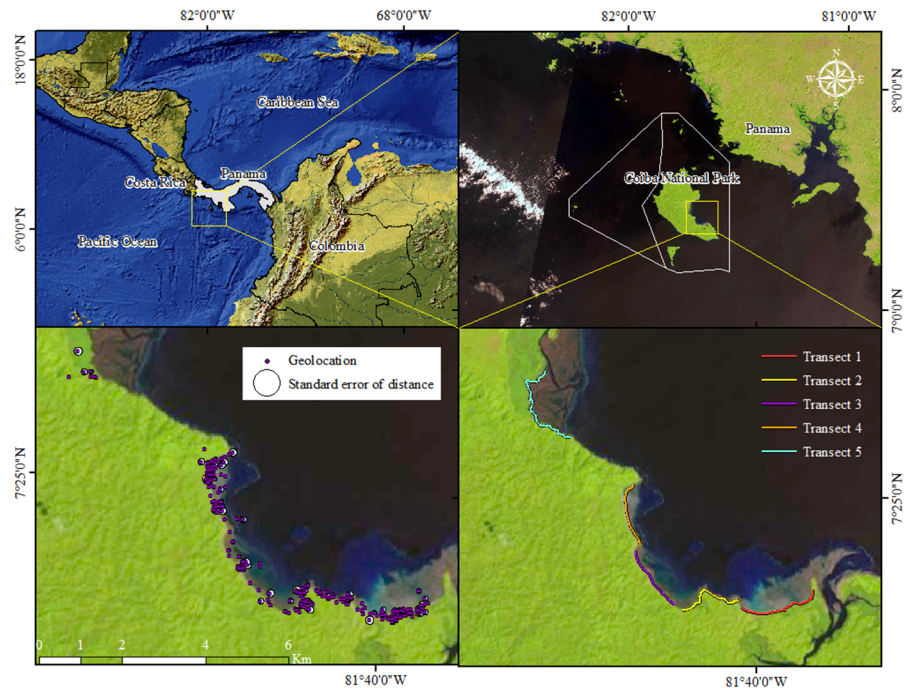 82°0'0"W
68°0'0"W
82°0'0"W
81°0'0"W
18°0'0"N
6°0'0"N
Caribbean Sea
Costa Rica
Panama
Pacific Ocean
Colombia
N
W
E
S
Panama
Coiba National Park
8°0'0"N
7°0'0"N
Geolocation
Standard error of distance
7°25'0"N
0 1 2 4 6
Km
81°40'0"W
Transect 1
Transect 2
Transect 3
Transect 4
Transect 5
7°25'0"N
81°40'0"W